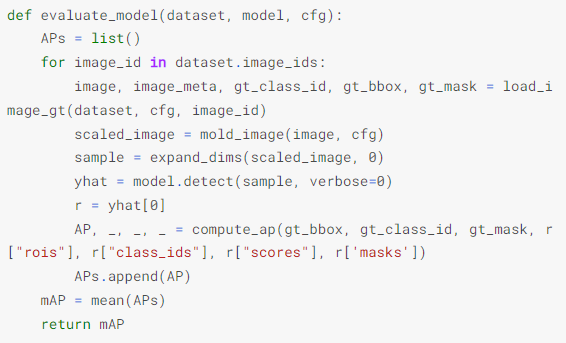 def evaluate_model(dataset, model, cfg):
    APs = list()
    for image_id in dataset.image_ids:
        image, image_meta, gt_class_id, gt_bbox, gt_mask = load_i
mage_gt(dataset, cfg, image_id)
        scaled_image = mold_image(image, cfg)
        sample = expand_dims(scaled_image, 0)
        yhat = model.detect(sample, verbose=0)
        r = yhat[0]
        AP, _, _, _ = compute_ap(gt_bbox, gt_class_id, gt_mask, r
["rois"], r["class_ids"], r["scores"], r['masks'])
        APs.append(AP)
    mAP = mean(APs)
    return mAP